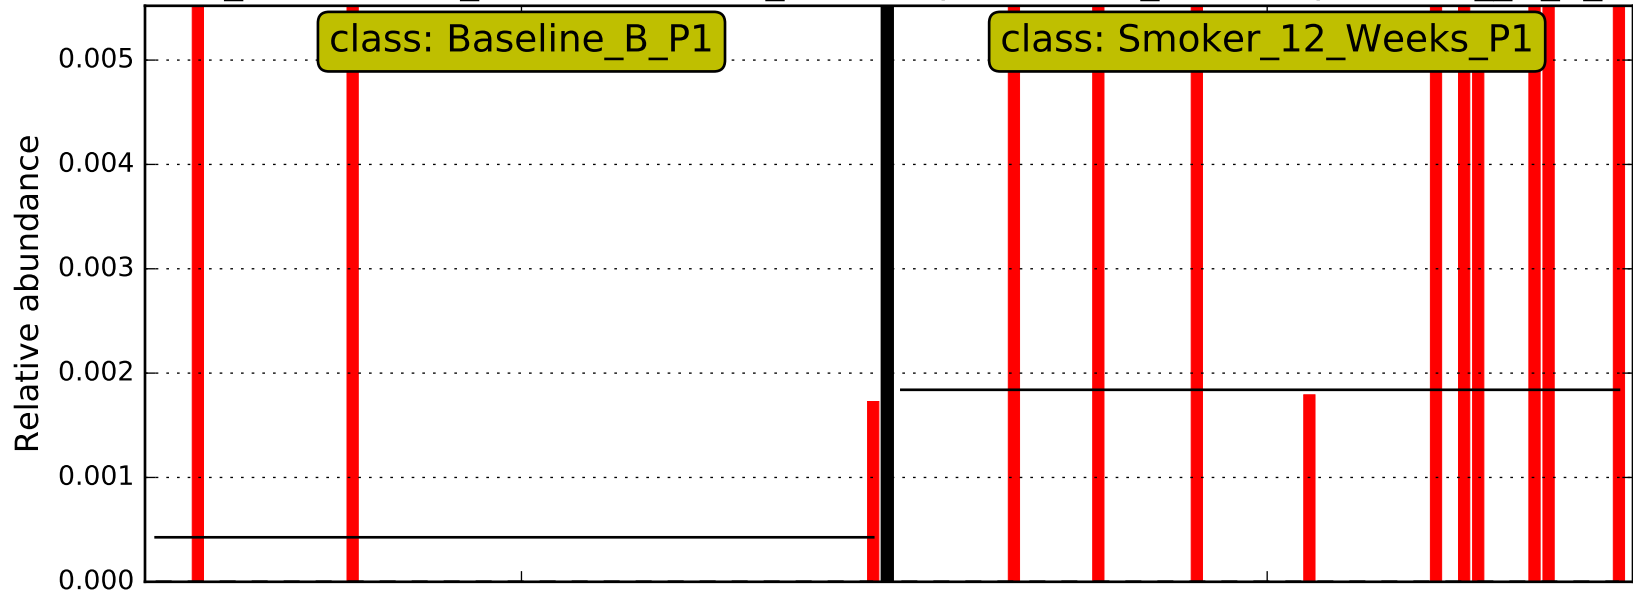 class: Baseline_B_P1
class: Smoker_12_Weeks_P1
Relative abundance
0.005
0.004
0.003
0.002
0.001
0.000